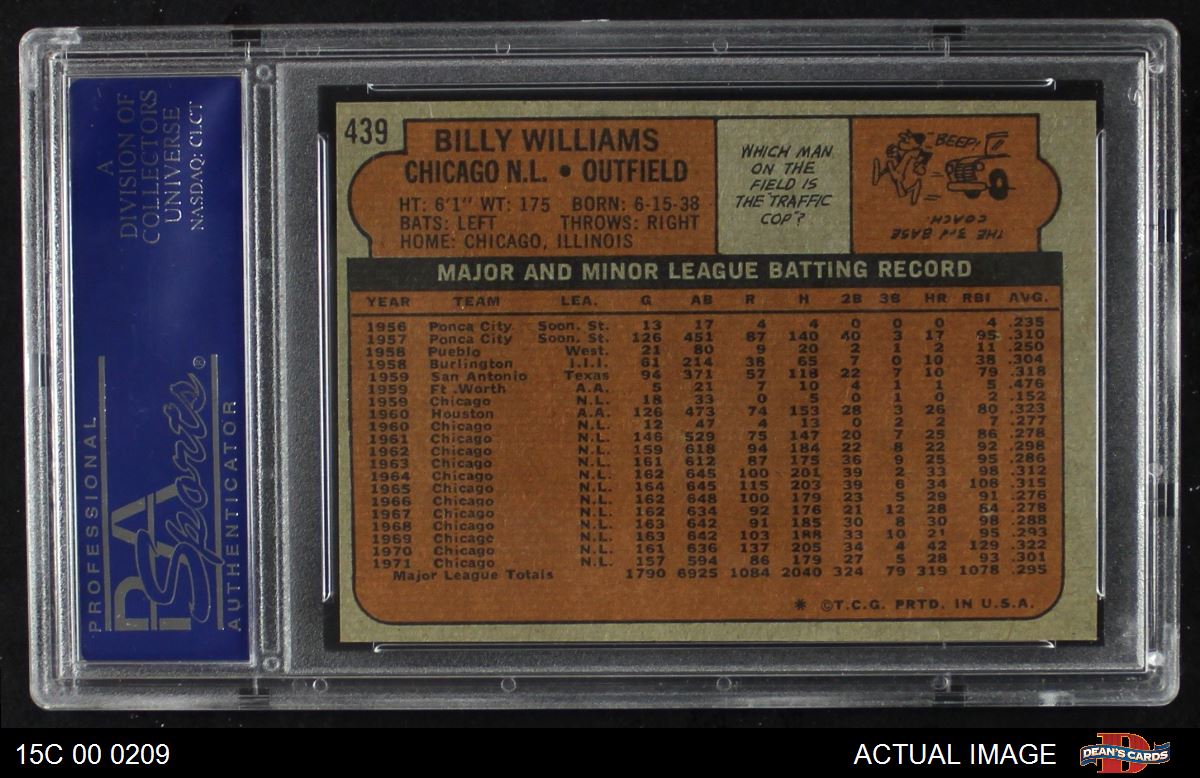 A
DIVISION OF
COLLECTORS
UNIVERSE
NASDAQ: CLCT
PROFESSIONAL
PSA
Sports®
AUTHENTICATOR
439
BILLY WILLIAMS
CHICAGO N.L. • OUTFIELD
HT: 6'1" WT: 175 BORN: 6-15-38
BATS: LEFT THROWS: RIGHT
HOME: CHICAGO, ILLINOIS
WHICH MAN
ON THE
FIELD IS
THE "TRAFFIC
COP"?
"BEEP!"
THE 3rd BASE
COACH
MAJOR AND MINOR LEAGUE BATTING RECORD
YEAR TEAM LEA. G AB R H 2B 3B HR RBI AVG.
1956 Ponca City Soon. St. 13 17 4 4 0 0 0 4 .235
1957 Ponca City Soon. St. 126 451 87 140 40 3 17 95 .310
1958 Pueblo West. 21 80 9 20 2 1 2 11 .250
1958 Burlington I.I.I. 61 214 38 65 7 0 10 38 .304
1959 San Antonio Texas 94 371 57 118 22 7 10 79 .318
1959 Ft. Worth A.A. 5 21 7 10 4 1 1 5 .476
1959 Chicago N.L. 18 33 0 5 0 1 0 2 .152
1960 Houston A.A. 126 473 74 153 28 3 26 80 .323
1960 Chicago N.L. 12 47 4 13 0 2 2 7 .277
1961 Chicago N.L. 146 529 75 147 20 7 25 86 .278
1962 Chicago N.L. 159 618 94 184 22 8 22 92 .298
1963 Chicago N.L. 161 612 87 175 36 9 25 95 .286
1964 Chicago N.L. 162 645 100 201 39 2 33 98 .312
1965 Chicago N.L. 164 645 115 203 39 6 34 108 .315
1966 Chicago N.L. 162 648 100 179 23 5 29 91 .276
1967 Chicago N.L. 162 634 92 176 21 12 28 84 .278
1968 Chicago N.L. 163 642 91 185 30 8 30 98 .288
1969 Chicago N.L. 163 642 103 188 33 10 21 95 .293
1970 Chicago N.L. 161 636 137 205 34 4 42 129 .322
1971 Chicago N.L. 157 594 86 179 27 5 28 93 .301
Major League Totals 1790 6925 1084 2040 324 79 319 1078 .295
* ©T.C.G. PRTD. IN U.S.A.
15C 00 0209
ACTUAL IMAGE
DEAN'S CARDS